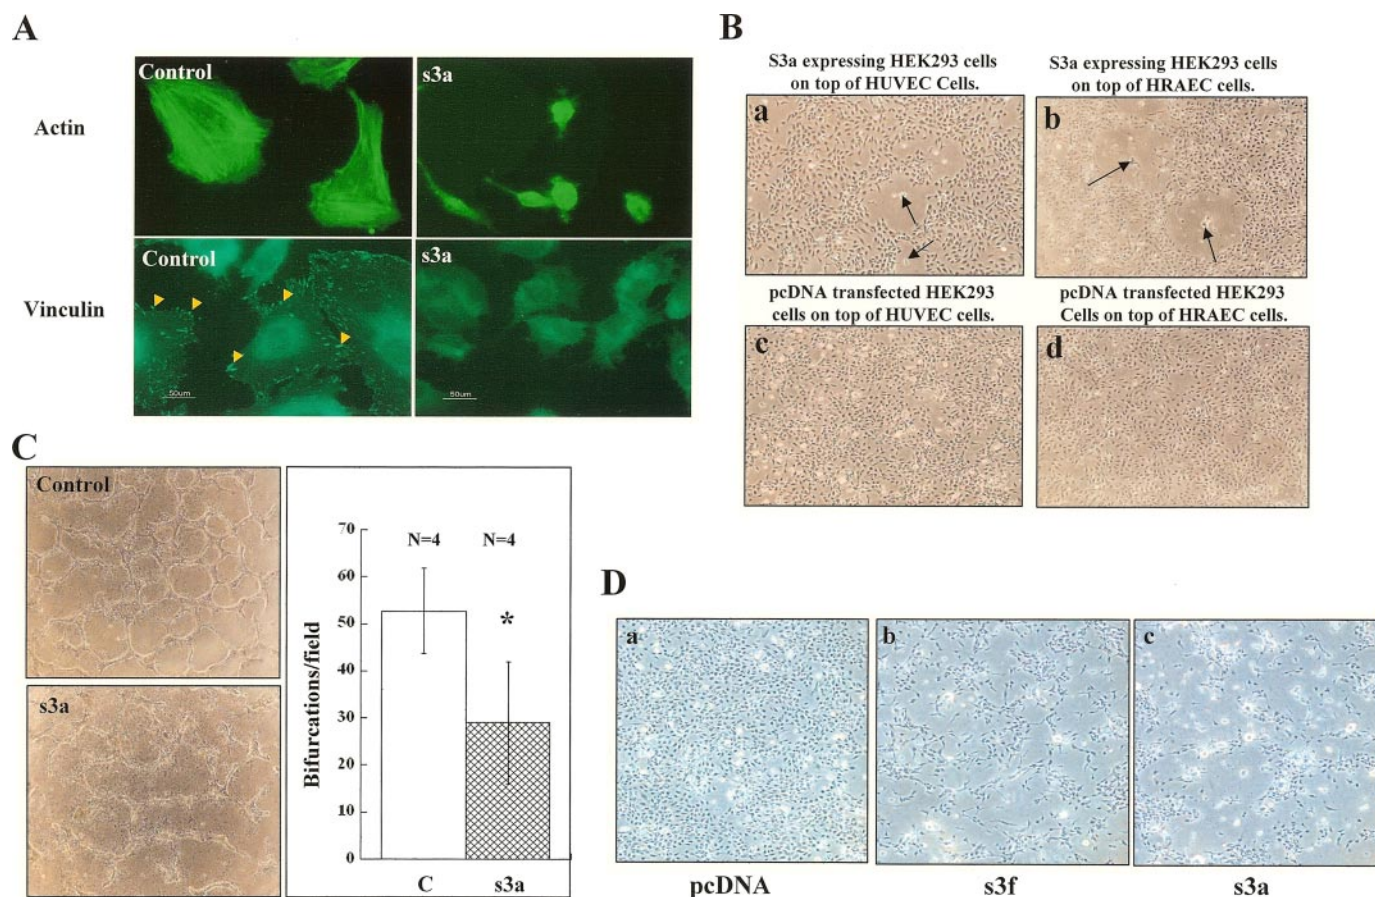 A
Actin
Control
s3a
Vinculin
Control
s3a
50um
50um
B
S3a expressing HEK293 cells
on top of HUVEC Cells.
S3a expressing HEK293 cells
on top of HRAEC cells.
a
b
pcDNA transfected HEK293
cells on top of HUVEC cells.
pcDNA transfected HEK293
Cells on top of HRAEC cells.
c
d
C
Control
s3a
Bifurcations/field
70
60
50
40
30
20
10
0
N=4
N=4
*
C
s3a
D
a
b
c
pcDNA
s3f
s3a